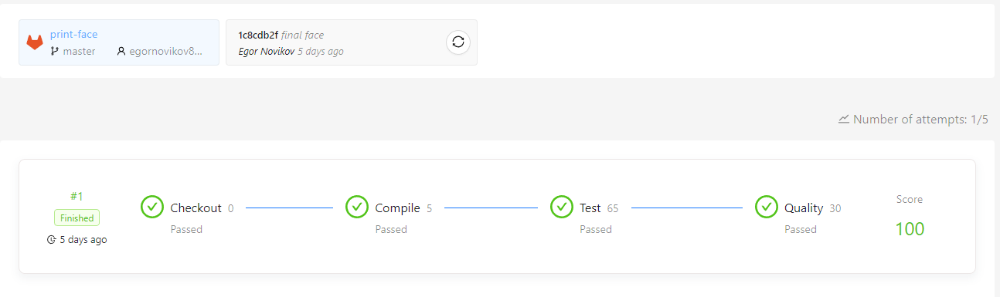 print-face
master egornovikov8...
1c8cdb2f final face
Egor Novikov 5 days ago
Number of attempts: 1/5
#1
Finished
5 days ago
Checkout 0
Passed
Compile 5
Passed
Test 65
Passed
Quality 30
Passed
Score
100